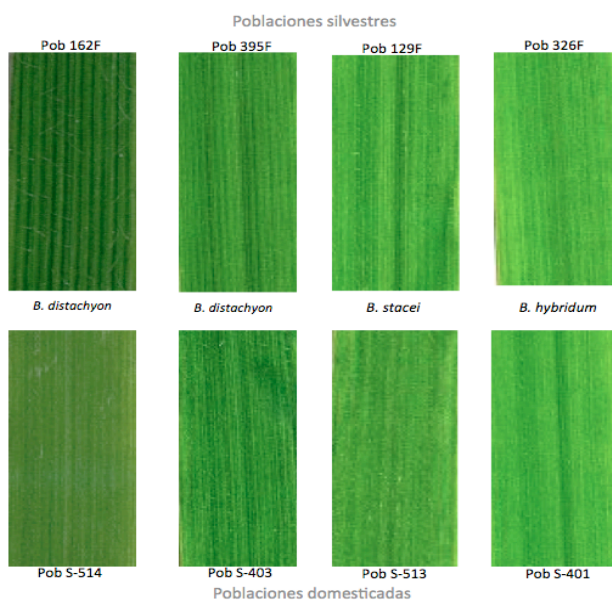 Poblaciones silvestres
Pob 162F Pob 395F Pob 129F Pob 326F
B. distachyon B. distachyon B. stacei B. hybridum
Pob S-514 Pob S-403 Pob S-513 Pob S-401
Poblaciones domesticadas